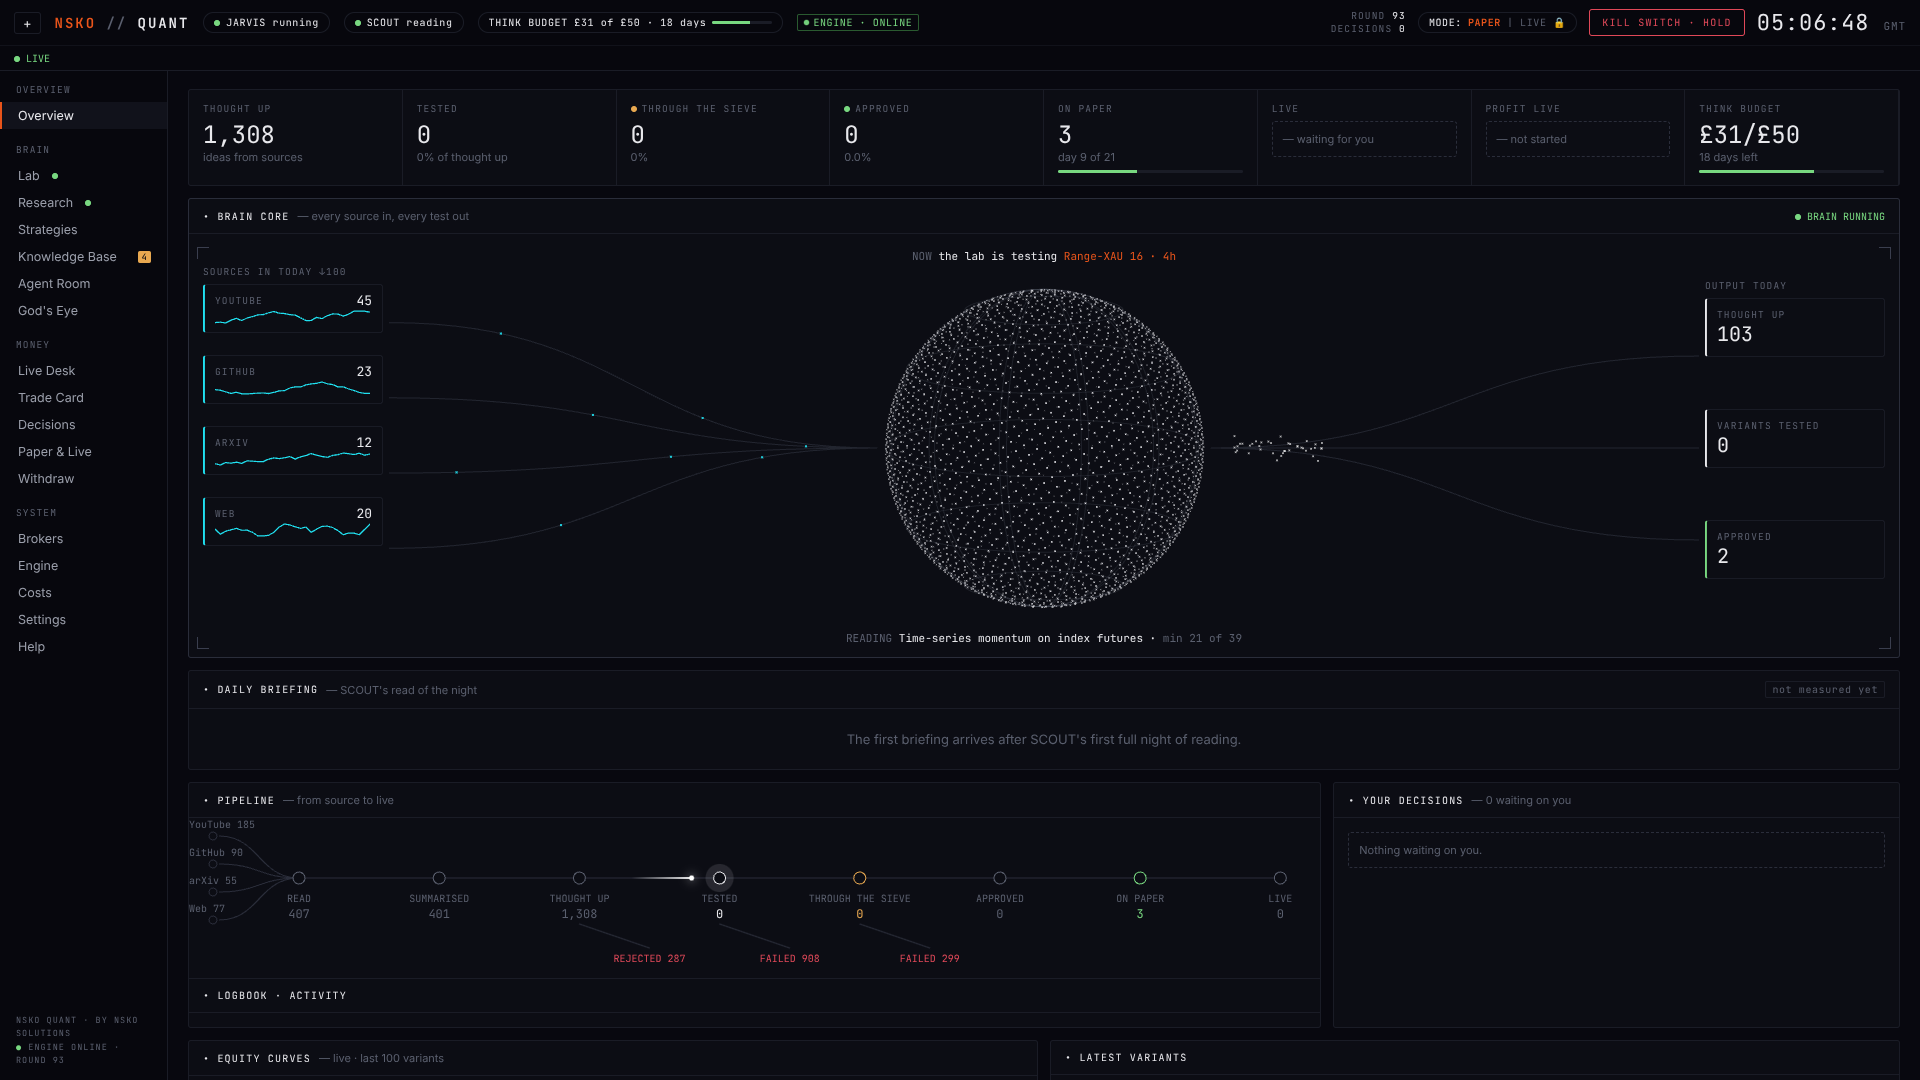 +
NSKO // QUANT
JARVIS running
SCOUT reading
THINK BUDGET £31 of £50 · 18 days
ENGINE · ONLINE
ROUND 93
DECISIONS 0
MODE: PAPER | LIVE
KILL SWITCH · HOLD
05:06:48 GMT
LIVE
OVERVIEW
Overview
BRAIN
Lab
Research
Strategies
Knowledge Base 4
Agent Room
God's Eye
MONEY
Live Desk
Trade Card
Decisions
Paper & Live
Withdraw
SYSTEM
Brokers
Engine
Costs
Settings
Help
NSKO QUANT · BY NSKO
SOLUTIONS
ENGINE ONLINE ·
ROUND 93
THOUGHT UP
1,308
ideas from sources
TESTED
0
0% of thought up
THROUGH THE SIEVE
0
0%
APPROVED
0
0.0%
ON PAPER
3
day 9 of 21
LIVE
— waiting for you
PROFIT LIVE
— not started
THINK BUDGET
£31/£50
18 days left
• BRAIN CORE — every source in, every test out
BRAIN RUNNING
NOW the lab is testing Range-XAU 16 · 4h
SOURCES IN TODAY ↓100
YOUTUBE 45
GITHUB 23
ARXIV 12
WEB 20
OUTPUT TODAY
THOUGHT UP
103
VARIANTS TESTED
0
APPROVED
2
READING Time-series momentum on index futures · min 21 of 39
• DAILY BRIEFING — SCOUT's read of the night
not measured yet
The first briefing arrives after SCOUT's first full night of reading.
• PIPELINE — from source to live
YouTube 185
GitHub 90
arXiv 55
Web 77
READ
407
SUMMARISED
401
THOUGHT UP
1,308
TESTED
0
THROUGH THE SIEVE
0
APPROVED
0
ON PAPER
3
LIVE
0
REJECTED 287
FAILED 908
FAILED 299
• LOGBOOK · ACTIVITY
• YOUR DECISIONS — 0 waiting on you
Nothing waiting on you.
• EQUITY CURVES — live · last 100 variants
• LATEST VARIANTS